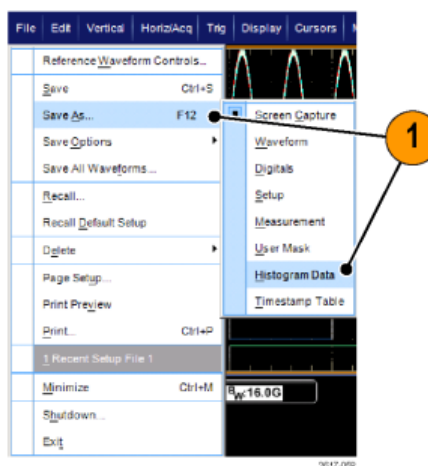 File Edit Vertical Horiz/Acq Trig Display Cursors
Reference Waveform Controls...
Save Ctrl+S
Save As... F12
Save Options
Save All Waveforms...
Recall...
Recall Default Setup
Delete
Page Setup...
Print Preview
Print... Ctrl+P
1 Recent Setup File 1
Minimize Ctrl+M
Shutdown...
Exit
Screen Capture
Waveform
Digitals
Setup
Measurement
User Mask
Histogram Data
Timestamp Table
1
BW:16.0G